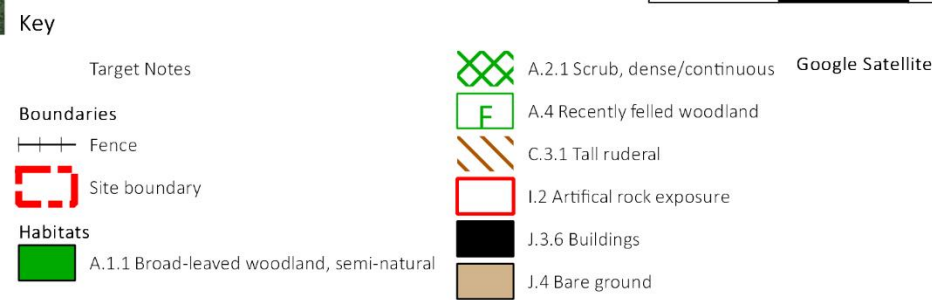 Key
Target Notes
Boundaries
Fence
Site boundary
Habitats
A.1.1 Broad-leaved woodland, semi-natural
A.2.1 Scrub, dense/continuous
F
A.4 Recently felled woodland
C.3.1 Tall ruderal
I.2 Artifical rock exposure
J.3.6 Buildings
J.4 Bare ground
Google Satellite